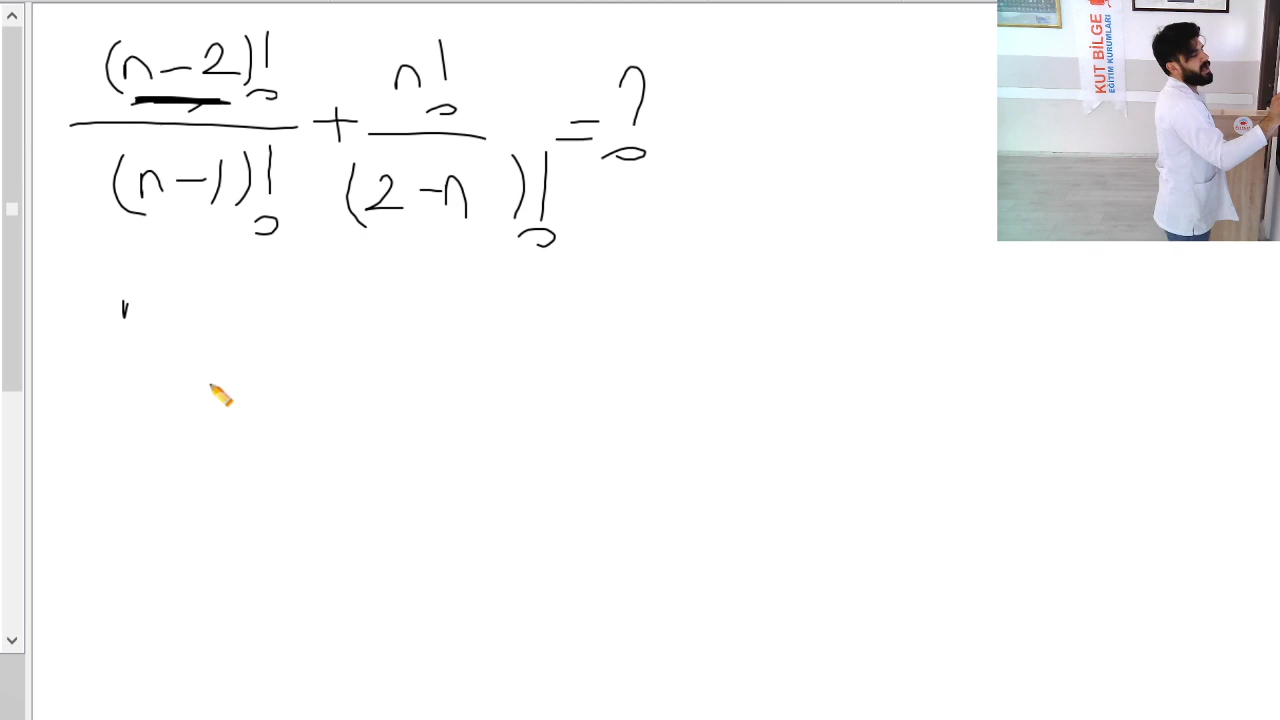 (n-2)! / (n-1)! + n! / (2-n)! = ?
KUT BİLGE
EĞİTİM KURUMLARI